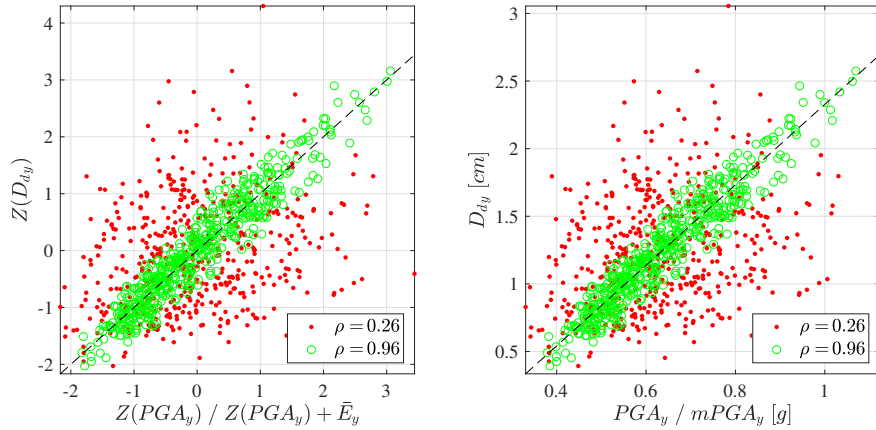 4
3
2
1
0
-1
-2
Z(D_{dy})
-2 -1 0 1 2 3
Z(PGA_y) / Z(PGA_y) + \bar{E}_y
ρ = 0.26
ρ = 0.96
3
2.5
2
1.5
1
0.5
D_{dy} [cm]
0.4 0.6 0.8 1
PGA_y / mPGA_y [g]
ρ = 0.26
ρ = 0.96